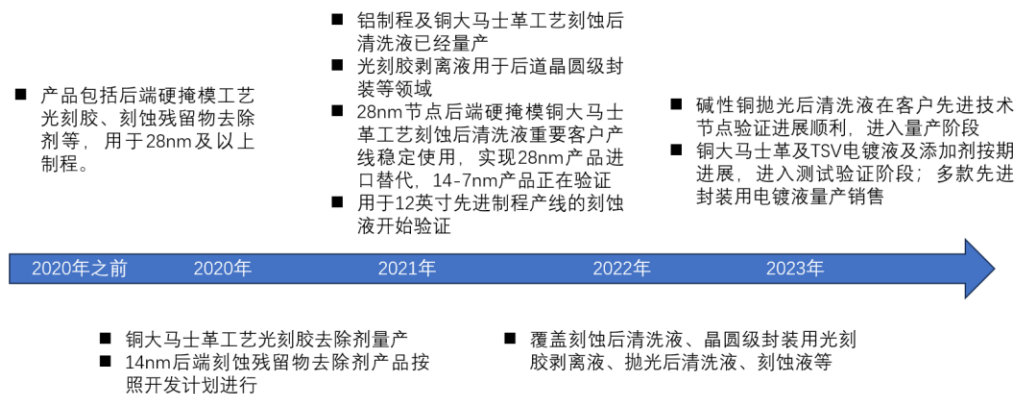 ■ 产品包括后端硬掩模工艺
光刻胶、刻蚀残留物去除
剂等，用于28nm及以上
制程。
■ 铝制程及铜大马士革工艺刻蚀后
清洗液已经量产
■ 光刻胶剥离液用于后道晶圆级封
装等领域
■ 28nm节点后端硬掩模铜大马士
革工艺刻蚀后清洗液重要客户产
线稳定使用，实现28nm产品进
口替代，14-7nm产品正在验证
■ 用于12英寸先进制程产线的刻蚀
液开始验证
■ 碱性铜抛光后清洗液在客户先进技术
节点验证进展顺利，进入量产阶段
■ 铜大马士革及TSV电镀液及添加剂按期
进展，进入测试验证阶段；多款先进
封装用电镀液量产销售
2020年之前 2020年 2021年 2022年 2023年
■ 铜大马士革工艺光刻胶去除剂量产
■ 14nm后端刻蚀残留物去除剂产品按
照开发计划进行
■ 覆盖刻蚀后清洗液、晶圆级封装用光刻
胶剥离液、抛光后清洗液、刻蚀液等